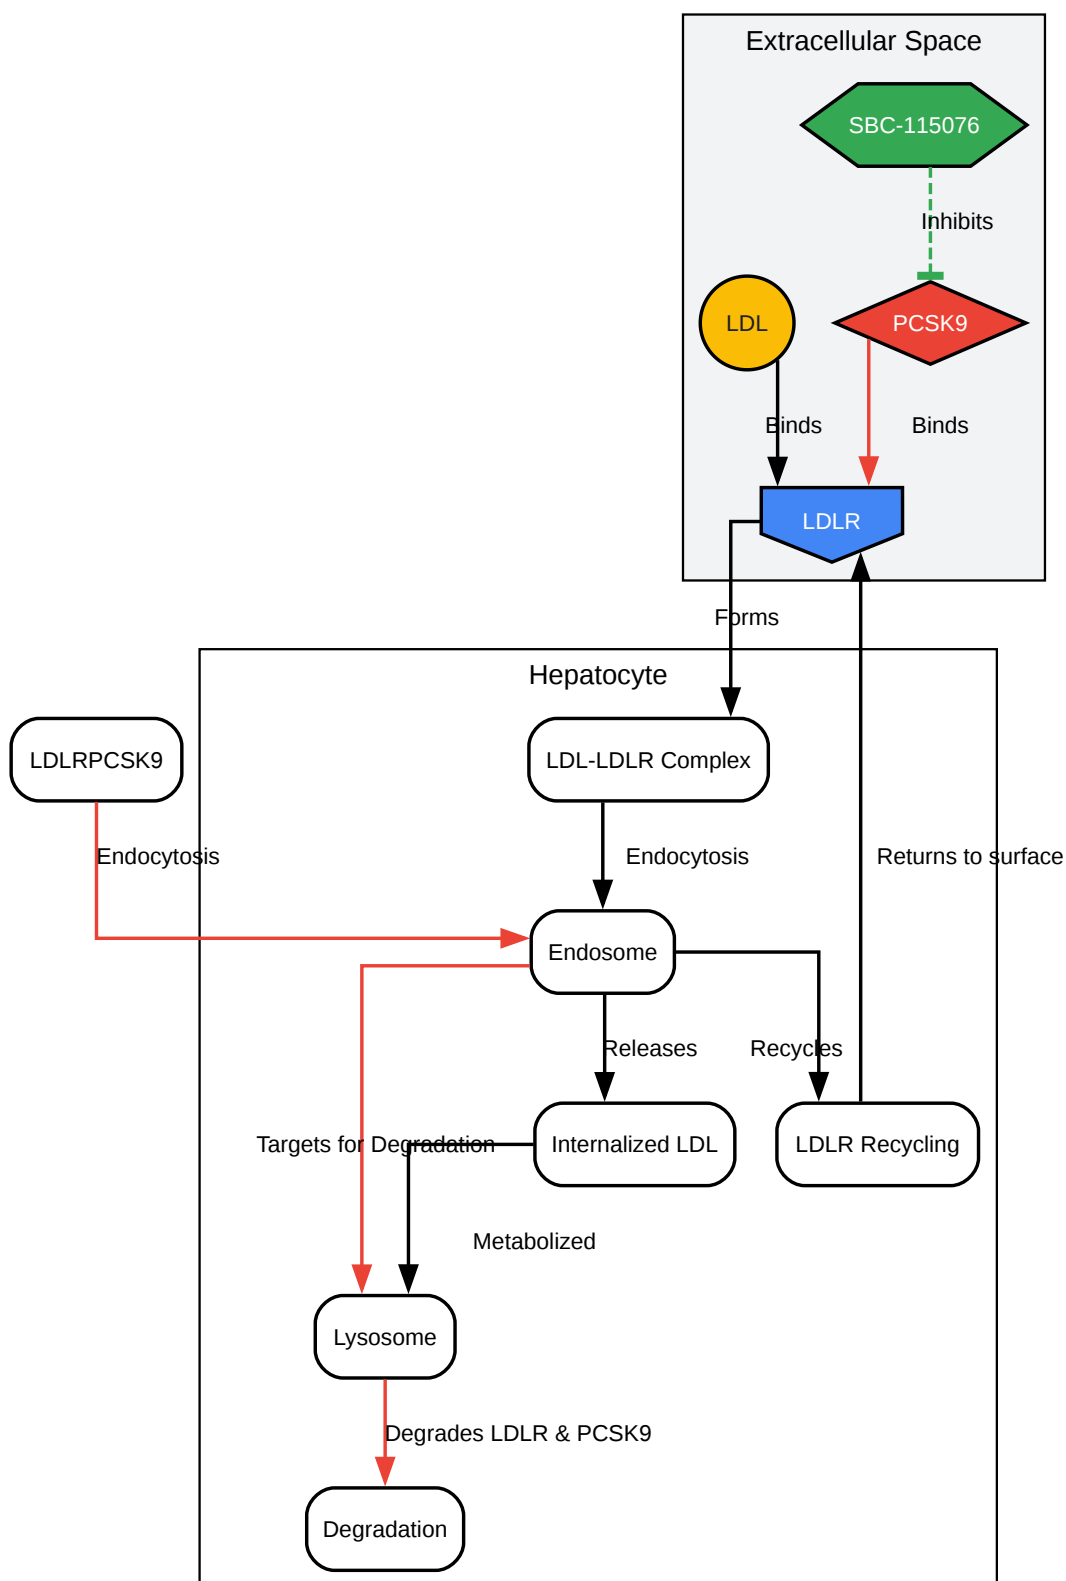 Extracellular Space
SBC-115076
Inhibits
LDL
PCSK9
Binds
Binds
LDLR
Forms
Hepatocyte
LDLRPCSK9
LDL-LDLR Complex
Endocytosis
Endocytosis
Returns to surface
Endosome
Releases
Recycles
Targets for Degradation
Internalized LDL
LDLR Recycling
Metabolized
Lysosome
Degrades LDLR & PCSK9
Degradation